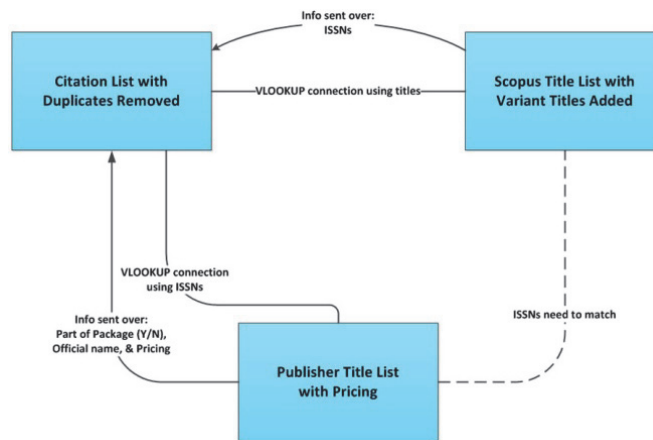 Info sent over:
ISSNs
Citation List with
Duplicates Removed
VLOOKUP connection using titles
Scopus Title List with
Variant Titles Added
VLOOKUP connection
using ISSNs
Info sent over:
Part of Package (Y/N),
Official name, & Pricing
ISSNs need to match
Publisher Title List
with Pricing